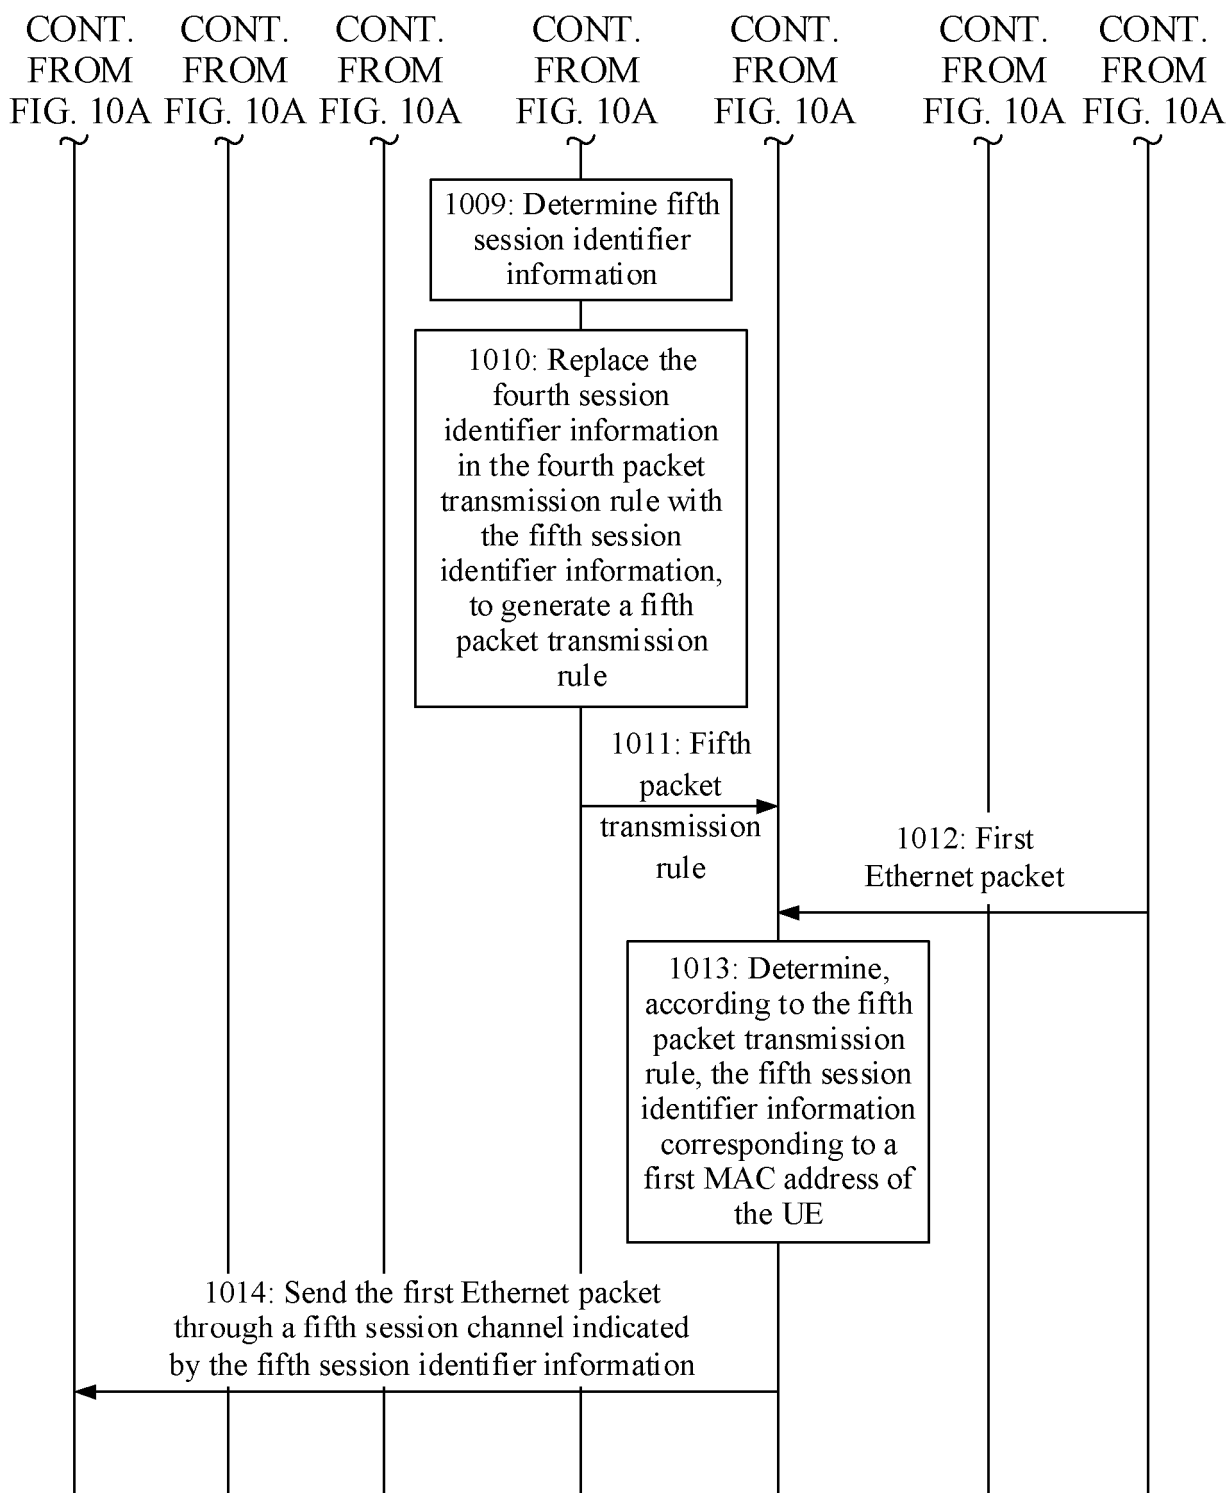 CONT. CONT. CONT. CONT. CONT. CONT. CONT.
FROM FROM FROM FROM FROM FROM FROM
FIG. 10A FIG. 10A FIG. 10A FIG. 10A FIG. 10A FIG. 10A FIG. 10A
1009: Determine fifth
session identifier
information
1010: Replace the
fourth session
identifier information
in the fourth packet
transmission rule with
the fifth session
identifier information,
to generate a fifth
packet transmission
rule
1011: Fifth
packet
transmission
rule
1012: First
Ethernet packet
1013: Determine,
according to the fifth
packet transmission
rule, the fifth session
identifier information
corresponding to a
first MAC address of
the UE
1014: Send the first Ethernet packet
through a fifth session channel indicated
by the fifth session identifier information